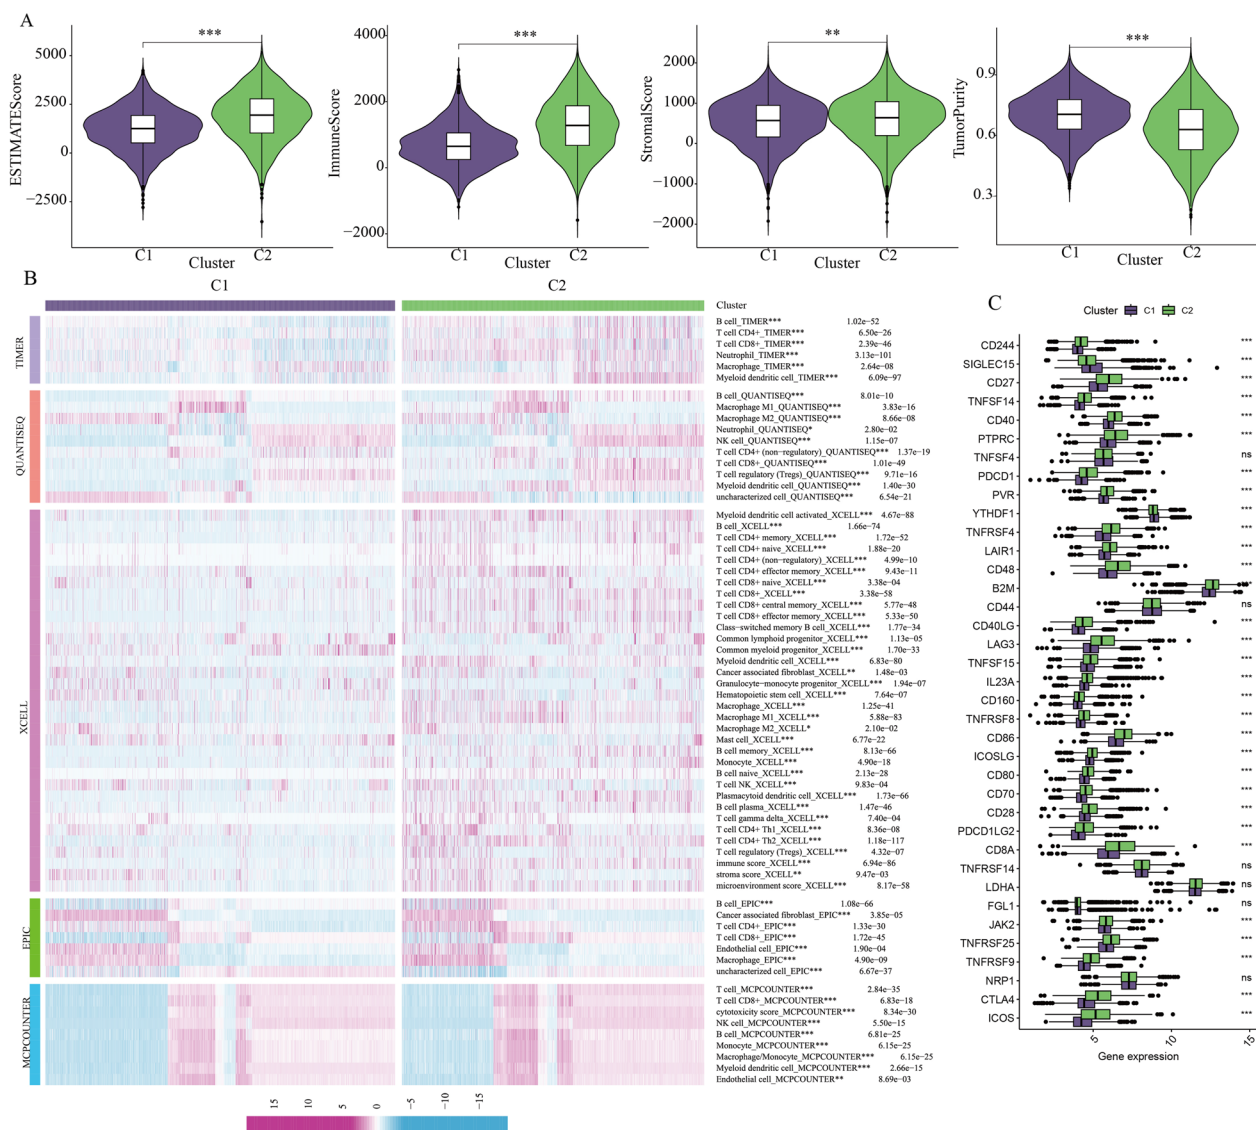 A
ESTIMATEScore
5000
2500
0
−2500
***
C1
C2
Cluster
ImmuneScore
4000
2000
0
−2000
***
C1
C2
Cluster
StromalScore
2000
1000
0
−1000
−2000
**
C1
C2
Cluster
TumorPurity
0.9
0.6
0.3
***
C1
C2
Cluster
B
C1
C2
Cluster
TIMER
B cell_TIMER*** 1.02e−52
T cell CD4+_TIMER*** 6.50e−26
T cell CD8+_TIMER*** 2.39e−46
Neutrophil_TIMER*** 3.13e−101
Macrophage_TIMER*** 2.64e−08
Myeloid dendritic cell_TIMER*** 6.09e−97
QUANTISEQ
B cell_QUANTISEQ*** 8.01e−10
Macrophage M1_QUANTISEQ*** 3.83e−16
Macrophage M2_QUANTISEQ*** 8.66e−08
Neutrophil_QUANTISEQ* 2.80e−02
NK cell_QUANTISEQ*** 1.15e−07
T cell CD4+ (non−regulatory)_QUANTISEQ*** 1.37e−19
T cell CD8+_QUANTISEQ*** 1.01e−49
T cell regulatory (Tregs)_QUANTISEQ*** 9.71e−16
Myeloid dendritic cell_QUANTISEQ*** 1.40e−30
uncharacterized cell_QUANTISEQ*** 6.54e−21
XCELL
Myeloid dendritic cell activated_XCELL*** 4.67e−88
B cell_XCELL*** 1.66e−74
T cell CD4+ memory_XCELL*** 1.72e−52
T cell CD4+ naive_XCELL*** 1.88e−20
T cell CD4+ (non−regulatory)_XCELL*** 4.99e−10
T cell CD4+ effector memory_XCELL*** 9.43e−11
T cell CD8+ naive_XCELL*** 3.38e−04
T cell CD8+_XCELL*** 3.38e−58
T cell CD8+ central memory_XCELL*** 5.77e−48
T cell CD8+ effector memory_XCELL*** 5.33e−50
Class−switched memory B cell_XCELL*** 1.77e−34
Common lymphoid progenitor_XCELL*** 1.13e−05
Common myeloid progenitor_XCELL*** 1.70e−33
Myeloid dendritic cell_XCELL*** 6.83e−80
Cancer associated fibroblast_XCELL** 1.48e−03
Granulocyte−monocyte progenitor_XCELL*** 1.94e−07
Hematopoietic stem cell_XCELL*** 7.64e−07
Macrophage_XCELL*** 1.25e−41
Macrophage M1_XCELL*** 5.88e−83
Macrophage M2_XCELL* 2.10e−02
Mast cell_XCELL*** 6.77e−22
B cell memory_XCELL*** 8.13e−66
Monocyte_XCELL*** 4.90e−18
B cell naive_XCELL*** 2.13e−28
T cell NK_XCELL*** 9.83e−04
Plasmacytoid dendritic cell_XCELL*** 1.73e−66
B cell plasma_XCELL*** 1.47e−46
T cell gamma delta_XCELL*** 7.40e−04
T cell CD4+ Th1_XCELL*** 8.36e−08
T cell CD4+ Th2_XCELL*** 1.18e−117
T cell regulatory (Tregs)_XCELL*** 4.32e−07
immune score_XCELL*** 6.94e−86
stroma score_XCELL** 9.47e−03
microenvironment score_XCELL*** 8.17e−58
EPIC
B cell_EPIC*** 1.08e−66
Cancer associated fibroblast_EPIC*** 3.85e−05
T cell CD4+_EPIC*** 1.33e−30
T cell CD8+_EPIC*** 1.72e−45
Endothelial cell_EPIC*** 1.90e−04
Macrophage_EPIC*** 4.90e−09
uncharacterized cell_EPIC*** 6.67e−37
MCPCOUNTER
T cell_MCPCOUNTER*** 2.84e−35
T cell CD8+_MCPCOUNTER*** 6.83e−18
cytotoxicity score_MCPCOUNTER*** 8.34e−30
NK cell_MCPCOUNTER*** 5.50e−15
B cell_MCPCOUNTER*** 6.81e−25
Monocyte_MCPCOUNTER*** 6.15e−25
Macrophage/Monocyte_MCPCOUNTER*** 6.15e−25
Myeloid dendritic cell_MCPCOUNTER*** 2.66e−15
Endothelial cell_MCPCOUNTER** 8.69e−03
15 10 5 0 −5 −10 −15
C
Cluster C1 C2
CD244 ***
SIGLEC15 ***
CD27 ***
TNFSF14 ***
CD40 ***
PTPRC ***
TNFSF4 ns
PDCD1 ***
PVR ***
YTHDF1 ***
TNFRSF4 ***
LAIR1 ***
CD48 ***
B2M ***
CD44 ns
CD40LG ***
LAG3 ***
TNFSF15 ***
IL23A ***
CD160 ***
TNFRSF8 ***
CD86 ***
ICOSLG ***
CD80 ***
CD70 ***
CD28 ***
PDCD1LG2 ***
CD8A ***
TNFRSF14 ns
LDHA ns
FGL1 ns
JAK2 ***
TNFRSF25 ***
TNFRSF9 ***
NRP1 ns
CTLA4 ***
ICOS ***
5 10 15
Gene expression